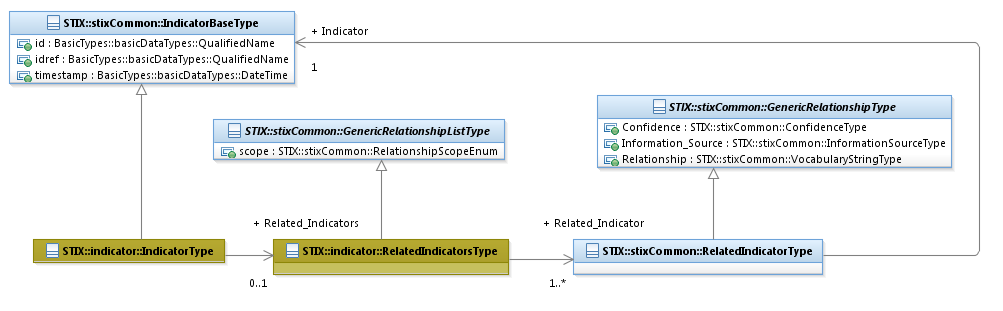 STIX::stixCommon::IndicatorBaseType
id : BasicTypes::basicDataTypes::QualifiedName
idref : BasicTypes::basicDataTypes::QualifiedName
timestamp : BasicTypes::basicDataTypes::DateTime
+ Indicator
1
STIX::stixCommon::GenericRelationshipListType
scope : STIX::stixCommon::RelationshipScopeEnum
STIX::stixCommon::GenericRelationshipType
Confidence : STIX::stixCommon::ConfidenceType
Information_Source : STIX::stixCommon::InformationSourceType
Relationship : STIX::stixCommon::VocabularyStringType
+ Related_Indicators
+ Related_Indicator
STIX::indicator::IndicatorType
STIX::indicator::RelatedIndicatorsType
STIX::stixCommon::RelatedIndicatorType
0..1
1..*